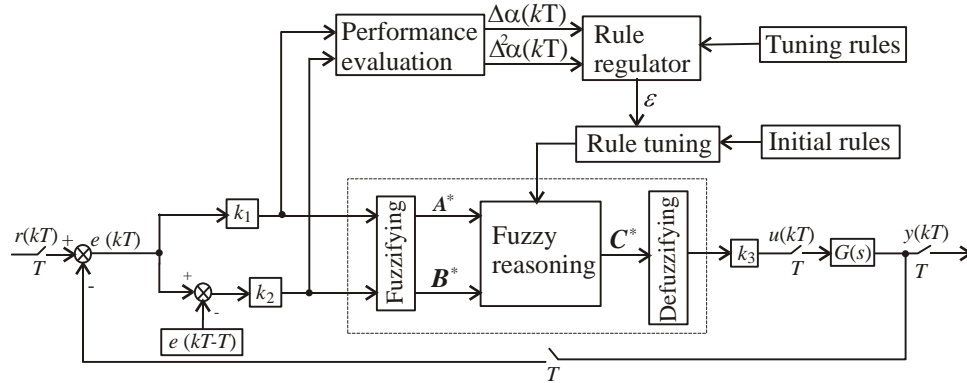 Δα(kT)
Performance
evaluation
Δ²α(kT)
Rule
regulator
Tuning rules
ε
Rule tuning
Initial rules
r(kT)
+
T
-
e (kT)
k₁
+
-
k₂
e (kT-T)
Fuzzifying
A*
B*
Fuzzy
reasoning
C*
Defuzzifying
k₃
u(kT)
T
G(s)
y(kT)
T
T